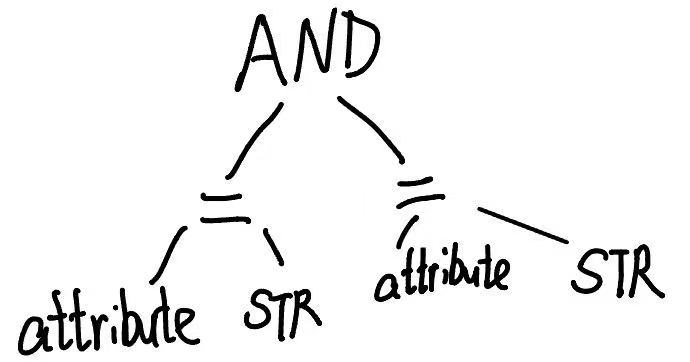 AND
= =
attribute STR attribute STR